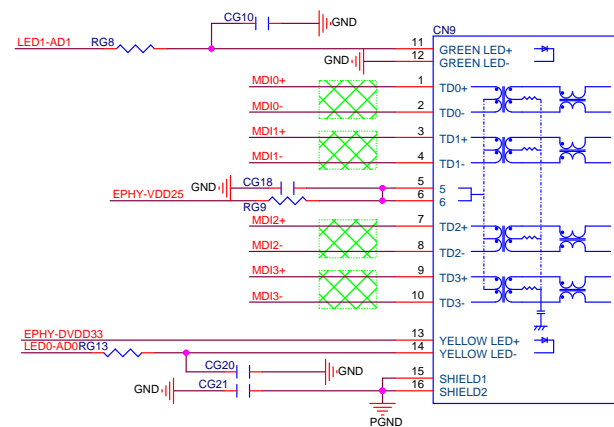 CG10
GND
CN9
LED1-AD1
RG8
11
GREEN LED+
GND
12
GREEN LED-
MDI0+
1
TD0+
MDI0-
2
TD0-
MDI1+
3
TD1+
MDI1-
4
TD1-
GND
CG18
5
5
EPHY-VDD25
RG9
6
6
MDI2+
7
TD2+
MDI2-
8
TD2-
MDI3+
9
TD3+
MDI3-
10
TD3-
EPHY-DVDD33
13
YELLOW LED+
LED0-AD0
RG13
14
YELLOW LED-
CG20
GND
15
SHIELD1
GND
CG21
16
SHIELD2
PGND